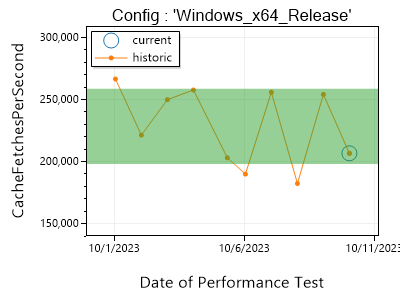 Config : 'Windows_x64_Release'
300,000
250,000
200,000
150,000
CacheFetchesPerSecond
current
historic
10/1/2023
10/6/2023
10/11/2023
Date of Performance Test